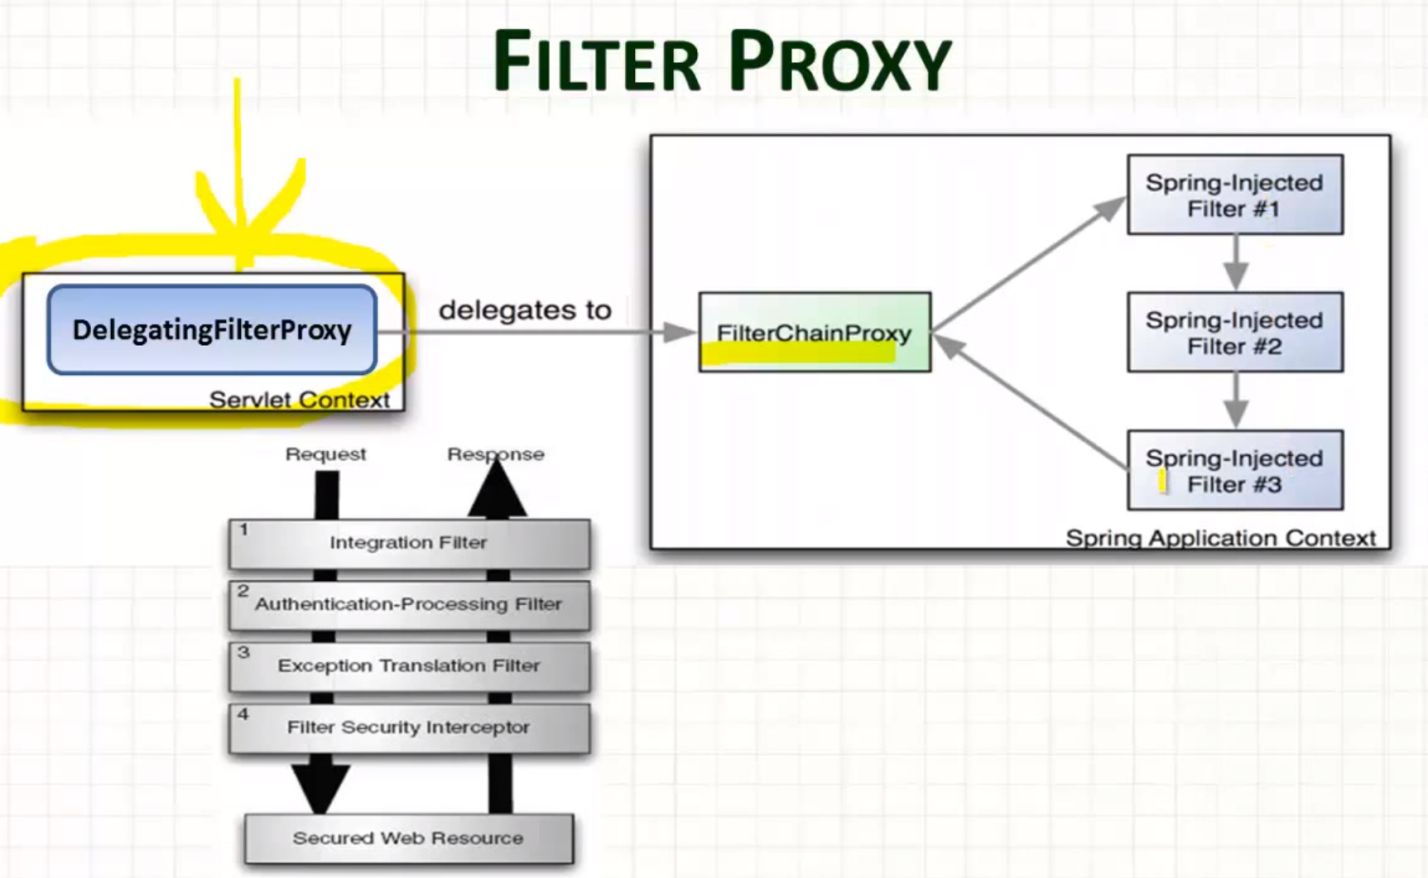 FILTER PROXY
DelegatingFilterProxy
Servlet Context
delegates to
FilterChainProxy
Spring-Injected
Filter #1
Spring-Injected
Filter #2
Spring-Injected
Filter #3
Spring Application Context
Request
Response
1
Integration Filter
2
Authentication-Processing Filter
3
Exception Translation Filter
4
Filter Security Interceptor
Secured Web Resource